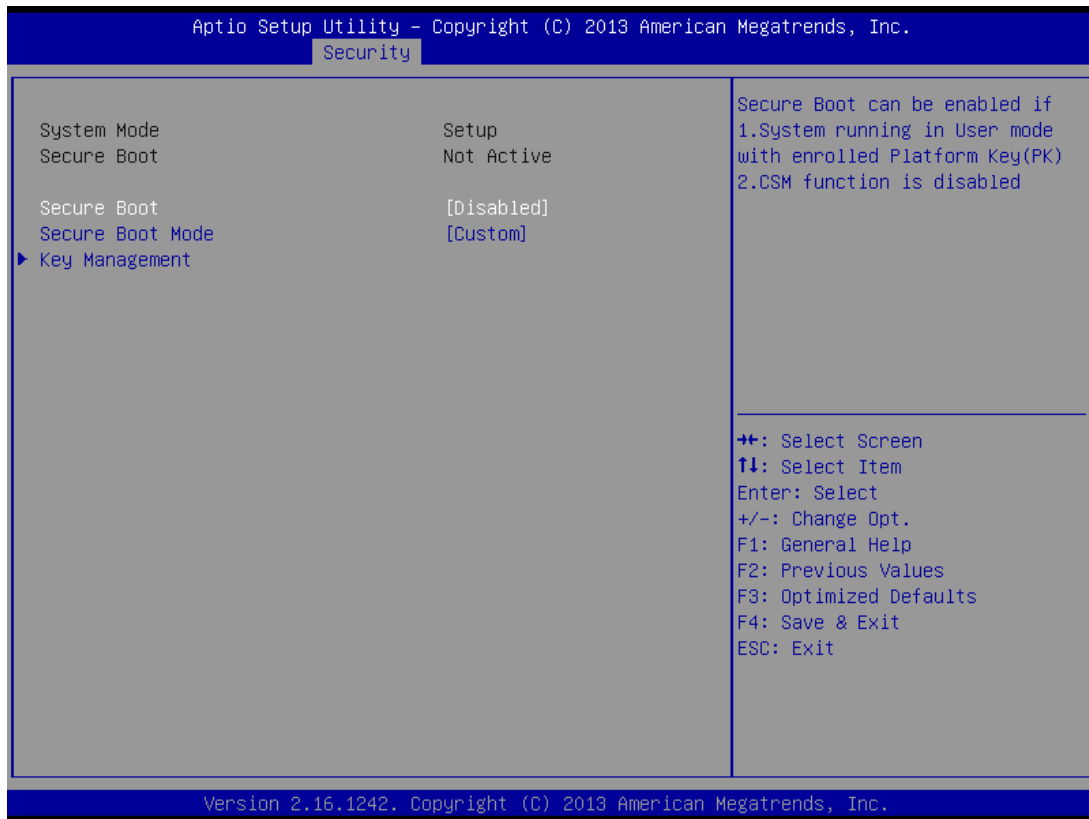 Aptio Setup Utility – Copyright (C) 2013 American Megatrends, Inc.
Security
System Mode Setup
Secure Boot Not Active
Secure Boot [Disabled]
Secure Boot Mode [Custom]
▶ Key Management
Secure Boot can be enabled if
1.System running in User mode
with enrolled Platform Key(PK)
2.CSM function is disabled
→←: Select Screen
↑↓: Select Item
Enter: Select
+/-: Change Opt.
F1: General Help
F2: Previous Values
F3: Optimized Defaults
F4: Save & Exit
ESC: Exit
Version 2.16.1242. Copyright (C) 2013 American Megatrends, Inc.